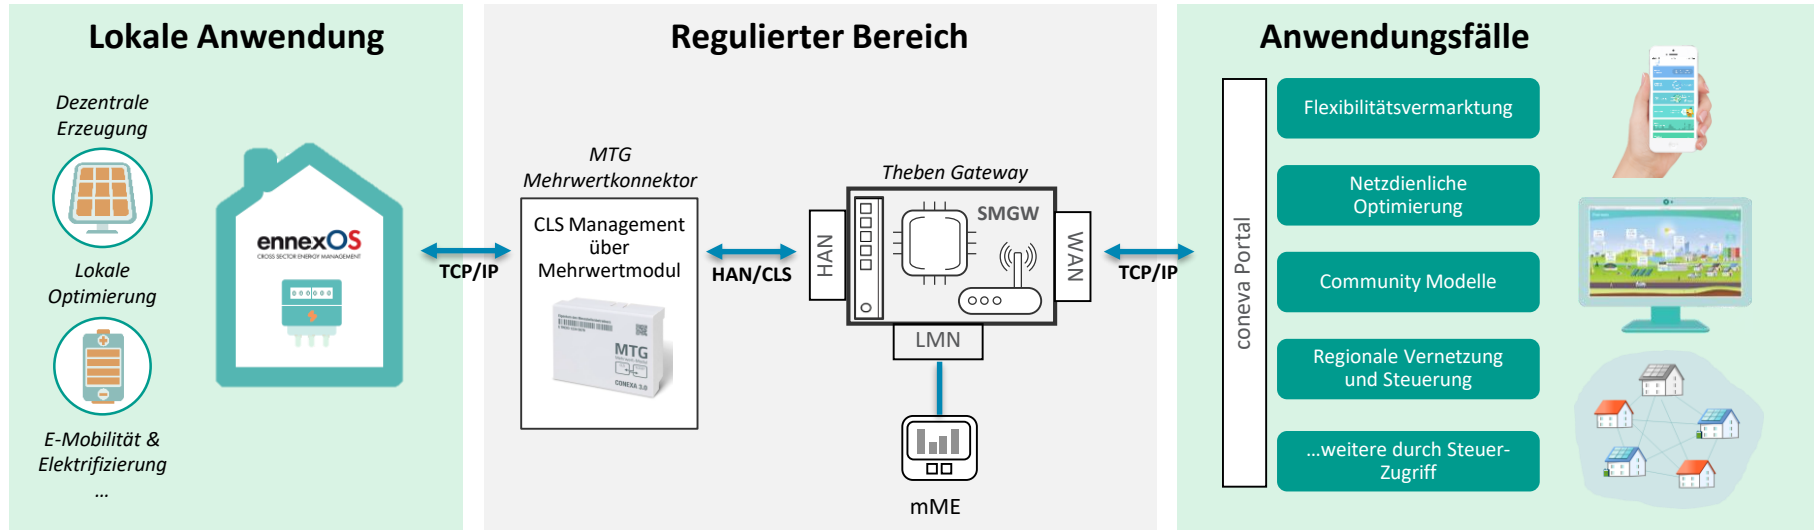 Lokale Anwendung
Dezentrale
Erzeugung
Lokale
Optimierung
E-Mobilität &
Elektrifizierung
...
ennexOS
CROSS SECTOR ENERGY MANAGEMENT
TCP/IP
Regulierter Bereich
MTG
Mehrwertkonnektor
CLS Management
über
Mehrwertmodul
MTG
CONEXA 3.0
HAN/CLS
Theben Gateway
SMGW
HAN
WAN
LMN
mME
TCP/IP
Anwendungsfälle
coneva Portal
Flexibilitätsvermarktung
Netzdienliche
Optimierung
Community Modelle
Regionale Vernetzung
und Steuerung
...weitere durch Steuer-
Zugriff